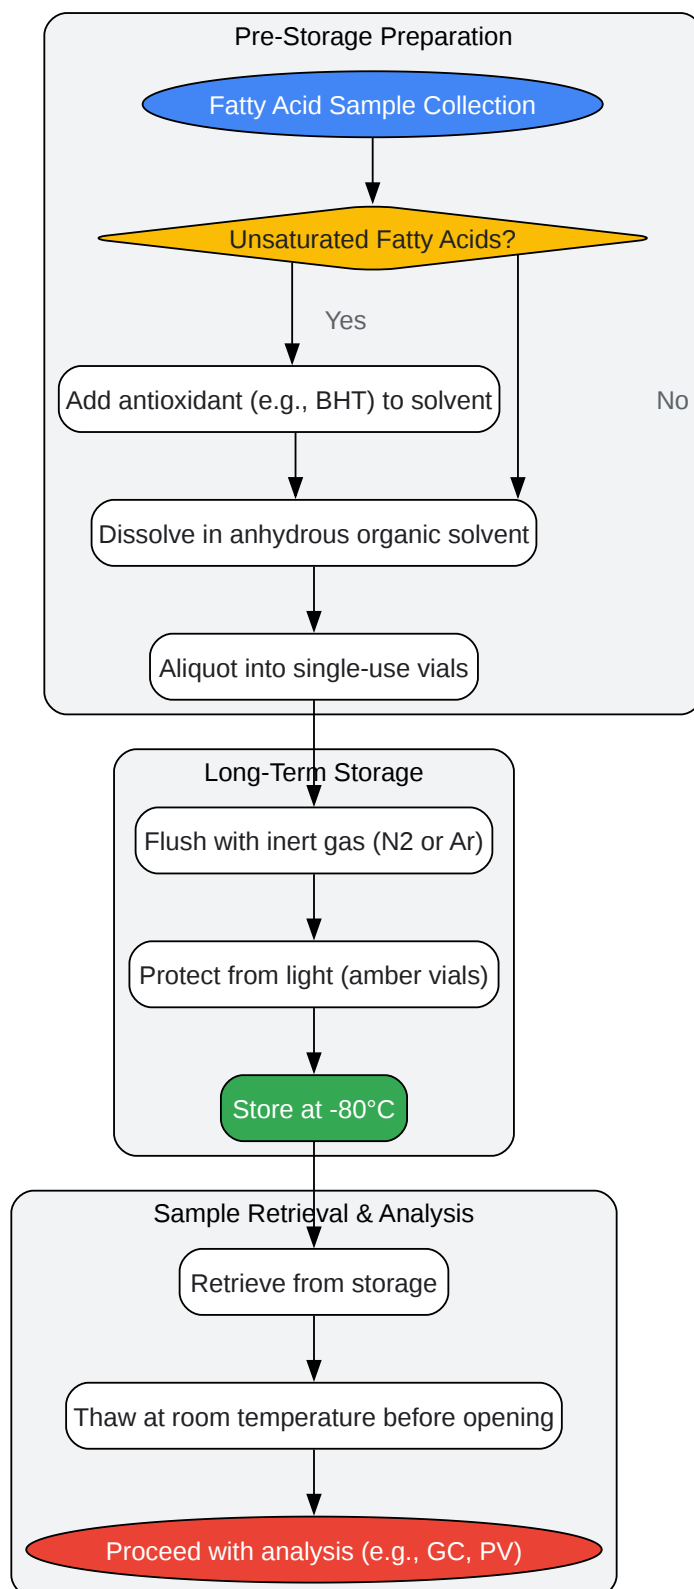 Pre-Storage Preparation
Fatty Acid Sample Collection
Unsaturated Fatty Acids?
Yes
Add antioxidant (e.g., BHT) to solvent
No
Dissolve in anhydrous organic solvent
Aliquot into single-use vials
Long-Term Storage
Flush with inert gas (N2 or Ar)
Protect from light (amber vials)
Store at -80°C
Sample Retrieval & Analysis
Retrieve from storage
Thaw at room temperature before opening
Proceed with analysis (e.g., GC, PV)